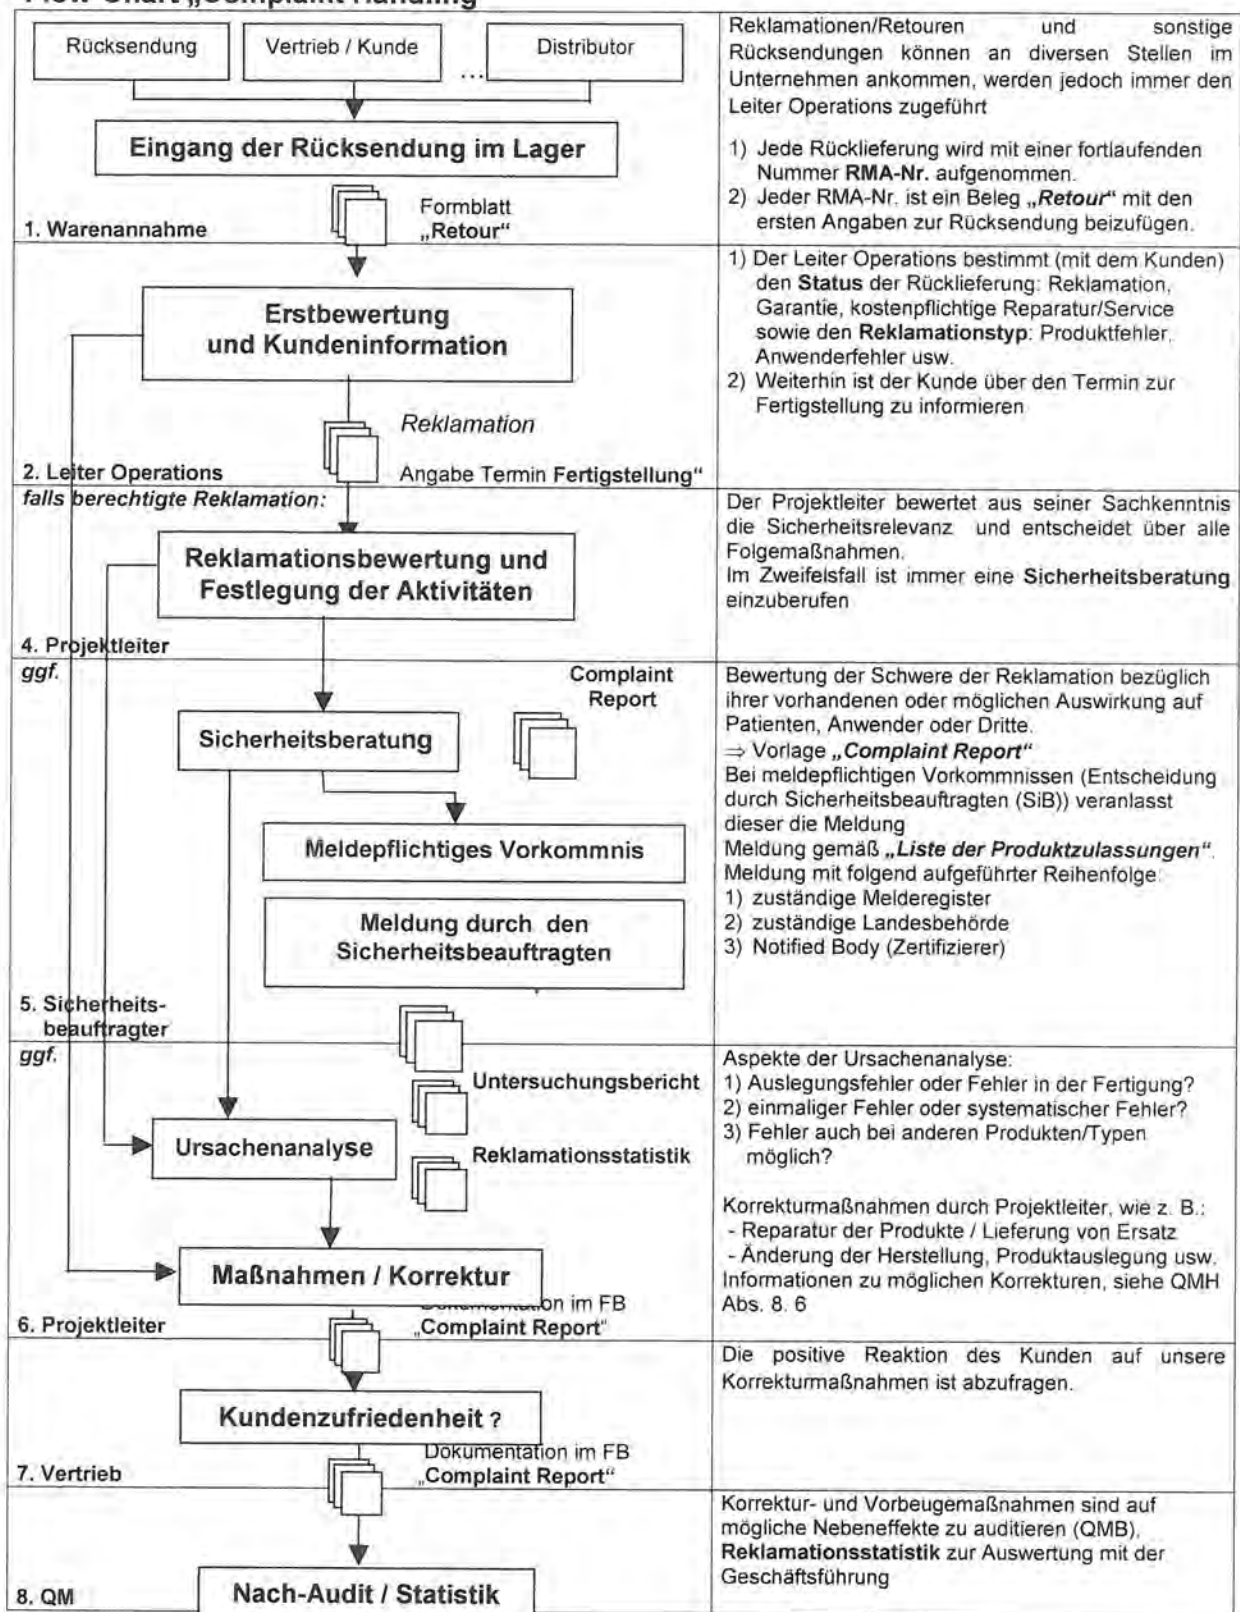 Flow-Chart „Complaint Handling"
Rücksendung
Vertrieb / Kunde
...
Distributor
Eingang der Rücksendung im Lager
Formblatt
„Retour“
1. Warenannahme
Reklamationen/Retouren und sonstige
Rücksendungen können an diversen Stellen im
Unternehmen ankommen, werden jedoch immer den
Leiter Operations zugeführt
1) Jede Rücklieferung wird mit einer fortlaufenden
Nummer RMA-Nr. aufgenommen.
2) Jeder RMA-Nr. ist ein Beleg „Retour“ mit den
ersten Angaben zur Rücksendung beizufügen.
Erstbewertung
und Kundeninformation
Reklamation
Angabe Termin Fertigstellung“
2. Leiter Operations
1) Der Leiter Operations bestimmt (mit dem Kunden)
den Status der Rücklieferung: Reklamation,
Garantie, kostenpflichtige Reparatur/Service
sowie den Reklamationstyp: Produktfehler,
Anwenderfehler usw.
2) Weiterhin ist der Kunde über den Termin zur
Fertigstellung zu informieren
falls berechtigte Reklamation:
Reklamationsbewertung und
Festlegung der Aktivitäten
4. Projektleiter
Der Projektleiter bewertet aus seiner Sachkenntnis
die Sicherheitsrelevanz und entscheidet über alle
Folgemaßnahmen.
Im Zweifelsfall ist immer eine Sicherheitsberatung
einzuberufen
ggf.
Complaint
Report
Sicherheitsberatung
Meldepflichtiges Vorkommnis
Meldung durch den
Sicherheitsbeauftragten
5. Sicherheits-
beauftragter
Bewertung der Schwere der Reklamation bezüglich
ihrer vorhandenen oder möglichen Auswirkung auf
Patienten, Anwender oder Dritte.
⇒ Vorlage „Complaint Report“
Bei meldepflichtigen Vorkommnissen (Entscheidung
durch Sicherheitsbeauftragten (SiB)) veranlasst
dieser die Meldung
Meldung gemäß „Liste der Produktzulassungen“.
Meldung mit folgend aufgeführter Reihenfolge:
1) zuständige Melderegister
2) zuständige Landesbehörde
3) Notified Body (Zertifizierer)
ggf.
Untersuchungsbericht
Ursachenanalyse
Reklamationsstatistik
Maßnahmen / Korrektur
Dokumentation im FB
„Complaint Report“
6. Projektleiter
Aspekte der Ursachenanalyse:
1) Auslegungsfehler oder Fehler in der Fertigung?
2) einmaliger Fehler oder systematischer Fehler?
3) Fehler auch bei anderen Produkten/Typen
möglich?
Korrekturmaßnahmen durch Projektleiter, wie z. B.:
- Reparatur der Produkte / Lieferung von Ersatz
- Änderung der Herstellung, Produktauslegung usw.
Informationen zu möglichen Korrekturen, siehe QMH
Abs. 8. 6
Kundenzufriedenheit ?
Dokumentation im FB
„Complaint Report“
7. Vertrieb
Die positive Reaktion des Kunden auf unsere
Korrekturmaßnahmen ist abzufragen.
Nach-Audit / Statistik
8. QM
Korrektur- und Vorbeugemaßnahmen sind auf
mögliche Nebeneffekte zu auditieren (QMB),
Reklamationsstatistik zur Auswertung mit der
Geschäftsführung